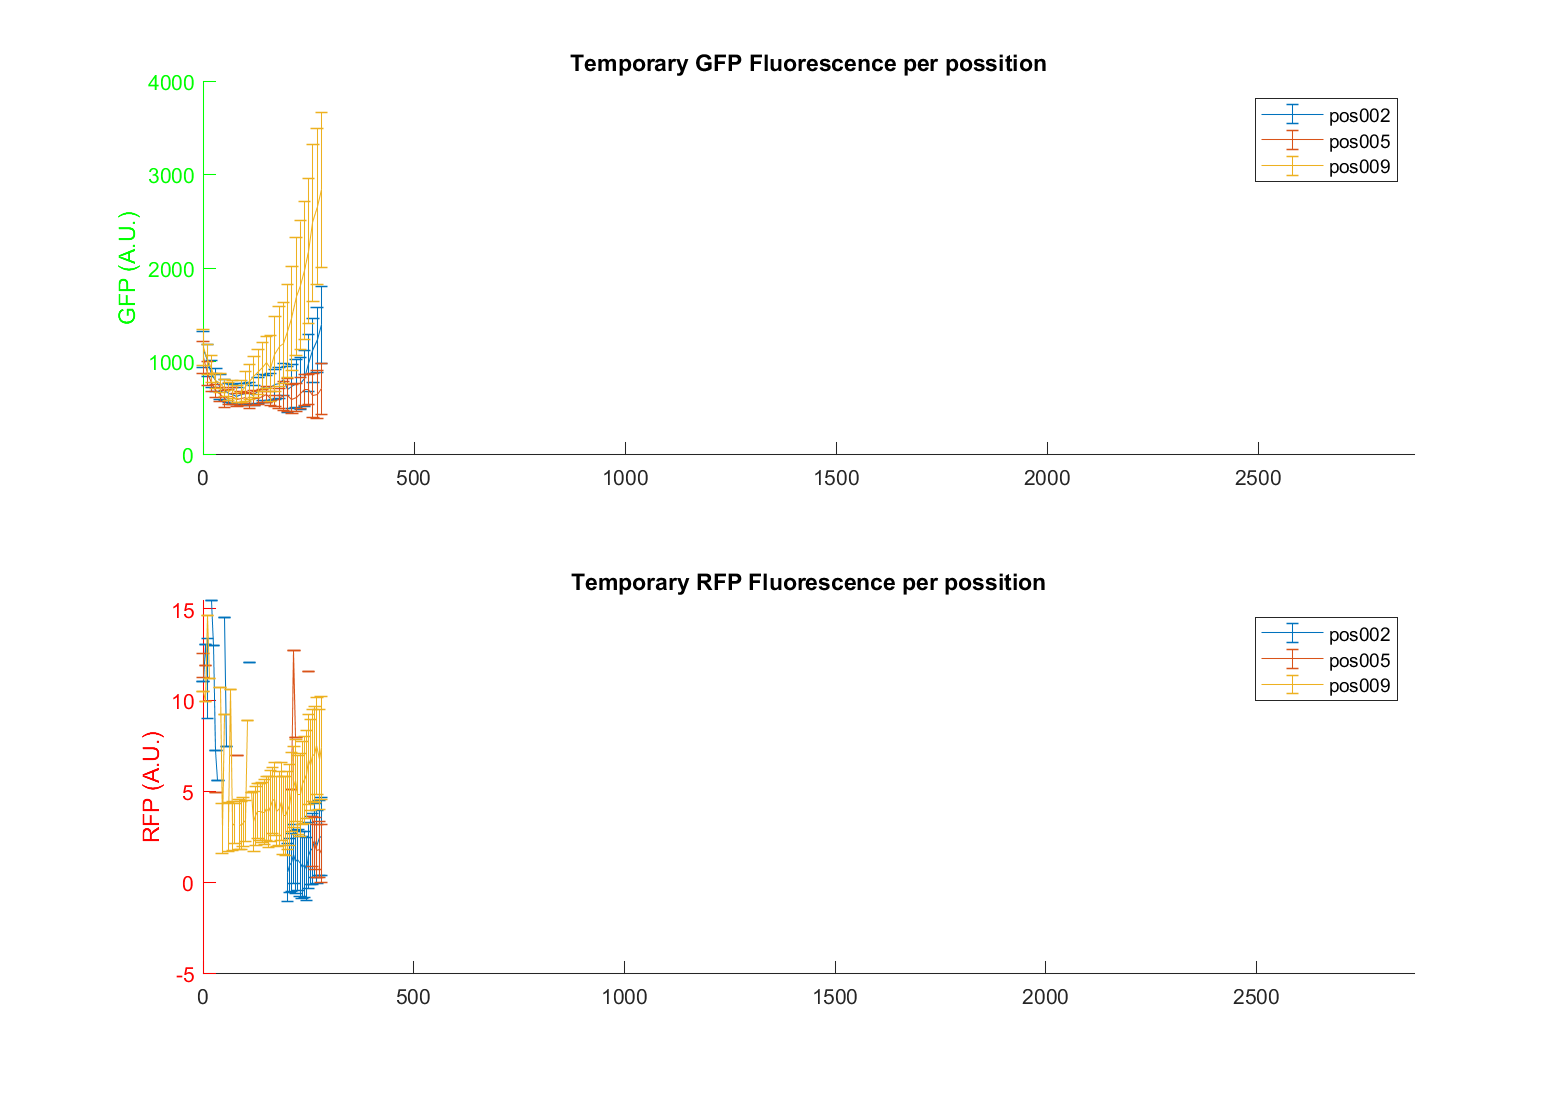 Temporary GFP Fluorescence per possition
4000
3000
2000
1000
0
GFP (A.U.)
pos002
pos005
pos009
0 500 1000 1500 2000 2500
Temporary RFP Fluorescence per possition
15
10
5
0
-5
RFP (A.U.)
pos002
pos005
pos009
0 500 1000 1500 2000 2500